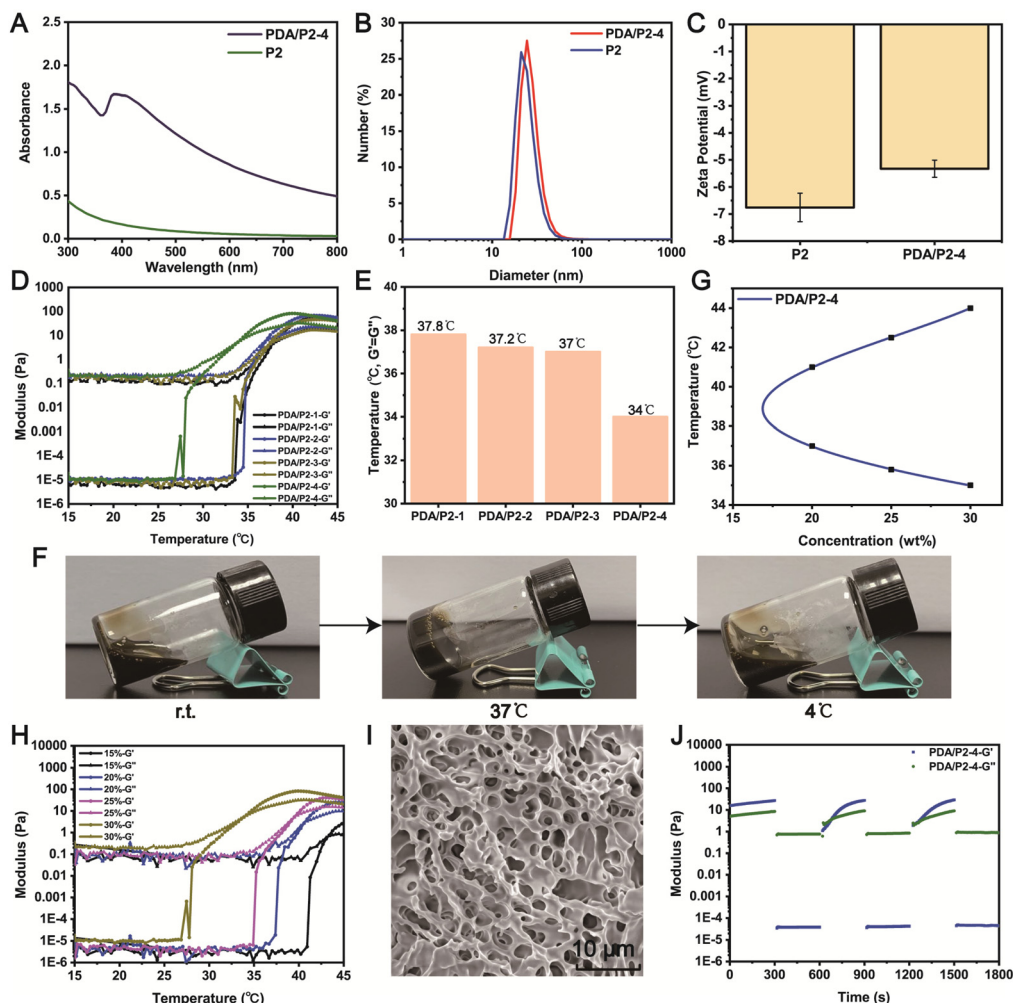 A
PDA/P2-4
P2
2.5
2.0
1.5
1.0
0.5
0.0
Absorbance
300 400 500 600 700 800
Wavelength (nm)
B
PDA/P2-4
P2
30
25
20
15
10
5
0
Number (%)
1 10 100 1000
Diameter (nm)
C
0
-1
-2
-3
-4
-5
-6
-7
-8
Zeta Potential (mV)
P2 PDA/P2-4
D
1000
100
10
1
0.1
0.01
0.001
1E-4
1E-5
1E-6
Modulus (Pa)
PDA/P2-1-G'
PDA/P2-1-G''
PDA/P2-2-G'
PDA/P2-2-G''
PDA/P2-3-G'
PDA/P2-3-G''
PDA/P2-4-G'
PDA/P2-4-G''
15 20 25 30 35 40 45
Temperature (℃)
E
40
38
36
34
32
30
Temperature (℃, G'=G'')
37.8℃
37.2℃
37℃
34℃
PDA/P2-1 PDA/P2-2 PDA/P2-3 PDA/P2-4
G
PDA/P2-4
44
42
40
38
36
34
Temperature (℃)
15 20 25 30
Concentration (wt%)
F
r.t. 37℃ 4℃
H
10000
1000
100
10
1
0.1
0.01
0.001
1E-4
1E-5
1E-6
Modulus (Pa)
15%-G'
15%-G''
20%-G'
20%-G''
25%-G'
25%-G''
30%-G'
30%-G''
15 20 25 30 35 40 45
Temperature (℃)
I
10 μm
J
PDA/P2-4-G'
PDA/P2-4-G''
10000
1000
100
10
1
0.1
0.01
0.001
1E-4
1E-5
1E-6
Modulus (Pa)
0 300 600 900 1200 1500 1800
Time (s)